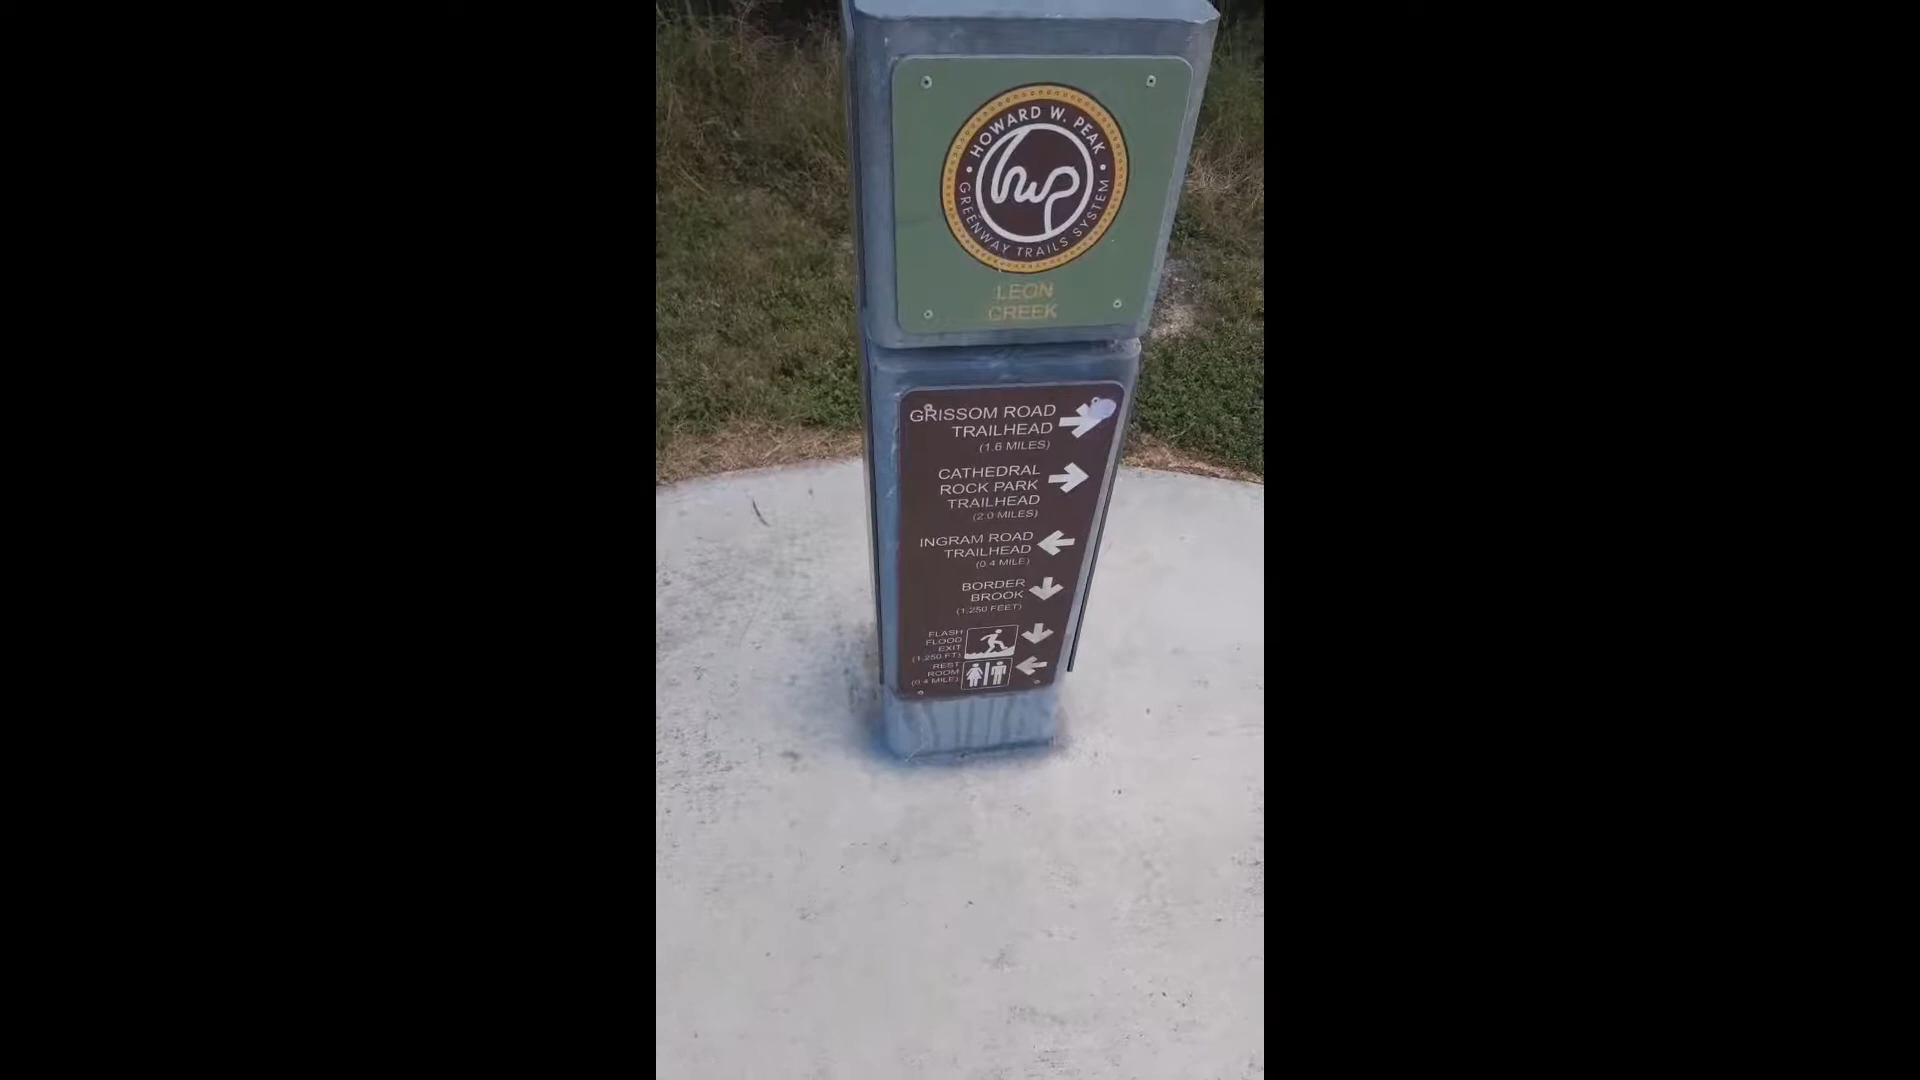 HOWARD W. PEAK
GREENWAY TRAILS SYSTEM
hwp
LEON
CREEK
GRISSOM ROAD
TRAILHEAD
(1.6 MILES)
CATHEDRAL
ROCK PARK
TRAILHEAD
(2.0 MILES)
INGRAM ROAD
TRAILHEAD
(0.4 MILE)
BORDER
BROOK
(1,250 FEET)
FLASH
FLOOD
EXIT
(1,250 FT)
REST
ROOM
(0.4 MILE)